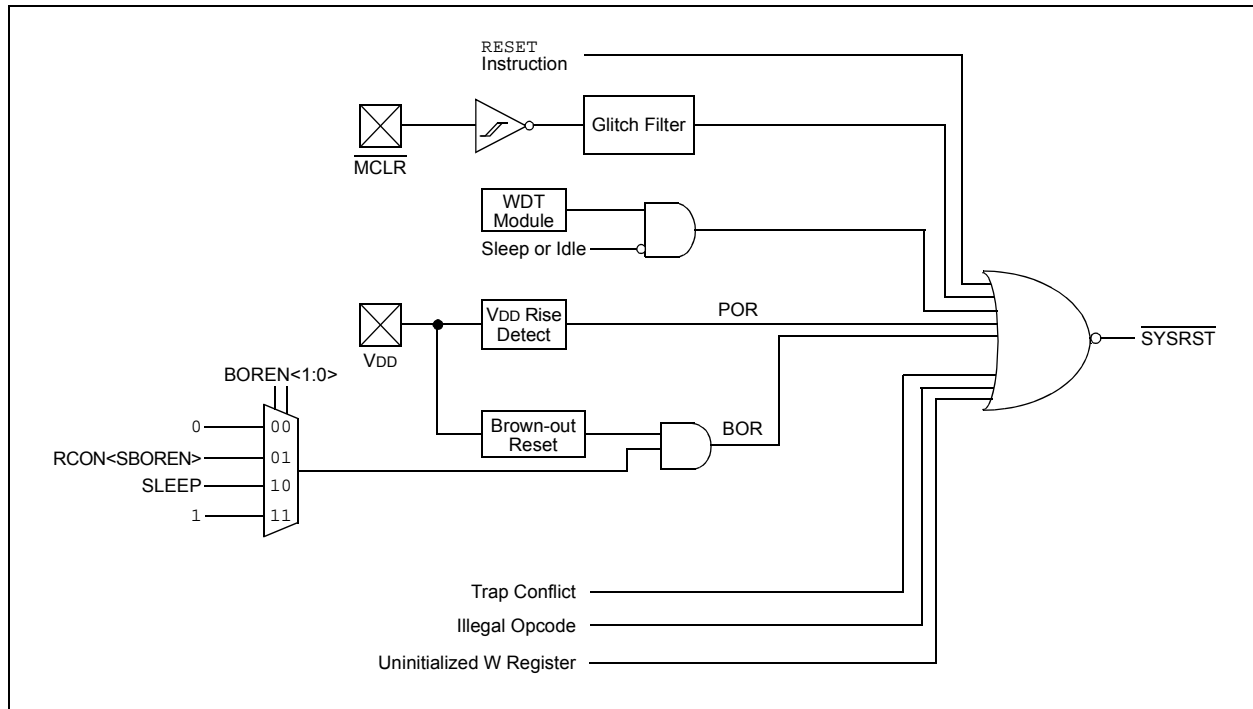 RESET
Instruction
Glitch Filter
MCLR
WDT
Module
Sleep or Idle
VDD Rise
Detect
POR
SYSRST
VDD
BOREN<1:0>
0
00
Brown-out
Reset
BOR
RCON<SBOREN>
01
SLEEP
10
1
11
Trap Conflict
Illegal Opcode
Uninitialized W Register